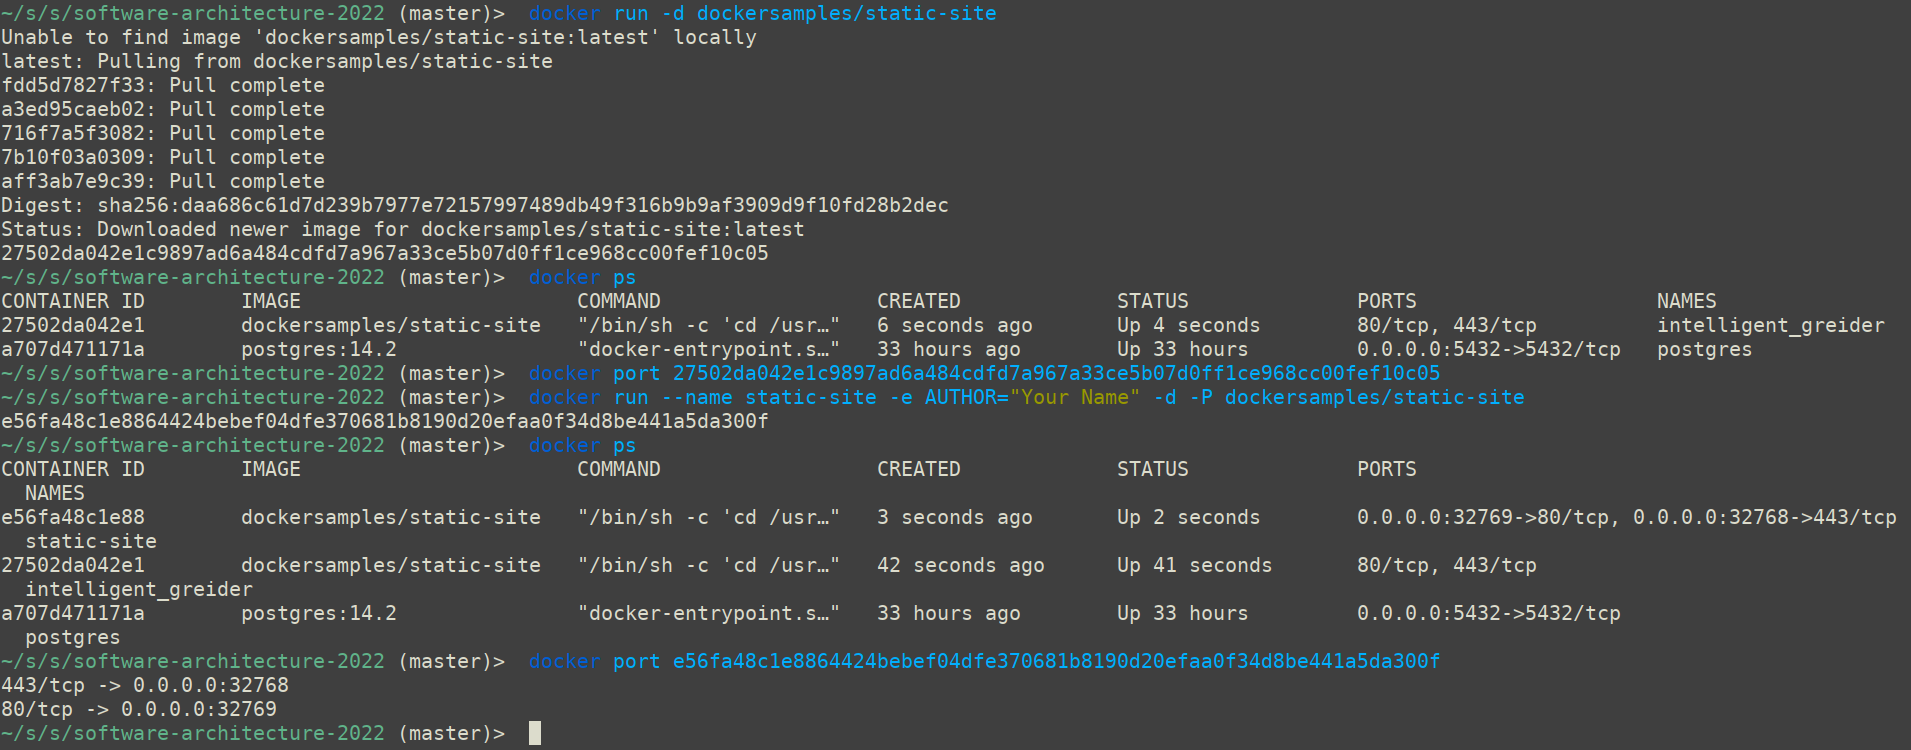 ~/s/s/software-architecture-2022 (master)> docker run -d dockersamples/static-site
Unable to find image 'dockersamples/static-site:latest' locally
latest: Pulling from dockersamples/static-site
fdd5d7827f33: Pull complete
a3ed95caeb02: Pull complete
716f7a5f3082: Pull complete
7b10f03a0309: Pull complete
aff3ab7e9c39: Pull complete
Digest: sha256:daa686c61d7d239b7977e72157997489db49f316b9b9af3909d9f10fd28b2dec
Status: Downloaded newer image for dockersamples/static-site:latest
27502da042e1c9897ad6a484cdfd7a967a33ce5b07d0ff1ce968cc00fef10c05
~/s/s/software-architecture-2022 (master)> docker ps
CONTAINER ID        IMAGE                       COMMAND                  CREATED             STATUS              PORTS                    NAMES
27502da042e1        dockersamples/static-site   "/bin/sh -c 'cd /usr…"   6 seconds ago       Up 4 seconds        80/tcp, 443/tcp          intelligent_greider
a707d471171a        postgres:14.2               "docker-entrypoint.s…"   33 hours ago        Up 33 hours         0.0.0.0:5432->5432/tcp   postgres
~/s/s/software-architecture-2022 (master)> docker port 27502da042e1c9897ad6a484cdfd7a967a33ce5b07d0ff1ce968cc00fef10c05
~/s/s/software-architecture-2022 (master)> docker run --name static-site -e AUTHOR="Your Name" -d -P dockersamples/static-site
e56fa48c1e8864424bebef04dfe370681b8190d20efaa0f34d8be441a5da300f
~/s/s/software-architecture-2022 (master)> docker ps
CONTAINER ID        IMAGE                       COMMAND                  CREATED             STATUS              PORTS
  NAMES
e56fa48c1e88        dockersamples/static-site   "/bin/sh -c 'cd /usr…"   3 seconds ago       Up 2 seconds        0.0.0.0:32769->80/tcp, 0.0.0.0:32768->443/tcp
  static-site
27502da042e1        dockersamples/static-site   "/bin/sh -c 'cd /usr…"   42 seconds ago      Up 41 seconds       80/tcp, 443/tcp
  intelligent_greider
a707d471171a        postgres:14.2               "docker-entrypoint.s…"   33 hours ago        Up 33 hours         0.0.0.0:5432->5432/tcp
  postgres
~/s/s/software-architecture-2022 (master)> docker port e56fa48c1e8864424bebef04dfe370681b8190d20efaa0f34d8be441a5da300f
443/tcp -> 0.0.0.0:32768
80/tcp -> 0.0.0.0:32769
~/s/s/software-architecture-2022 (master)>